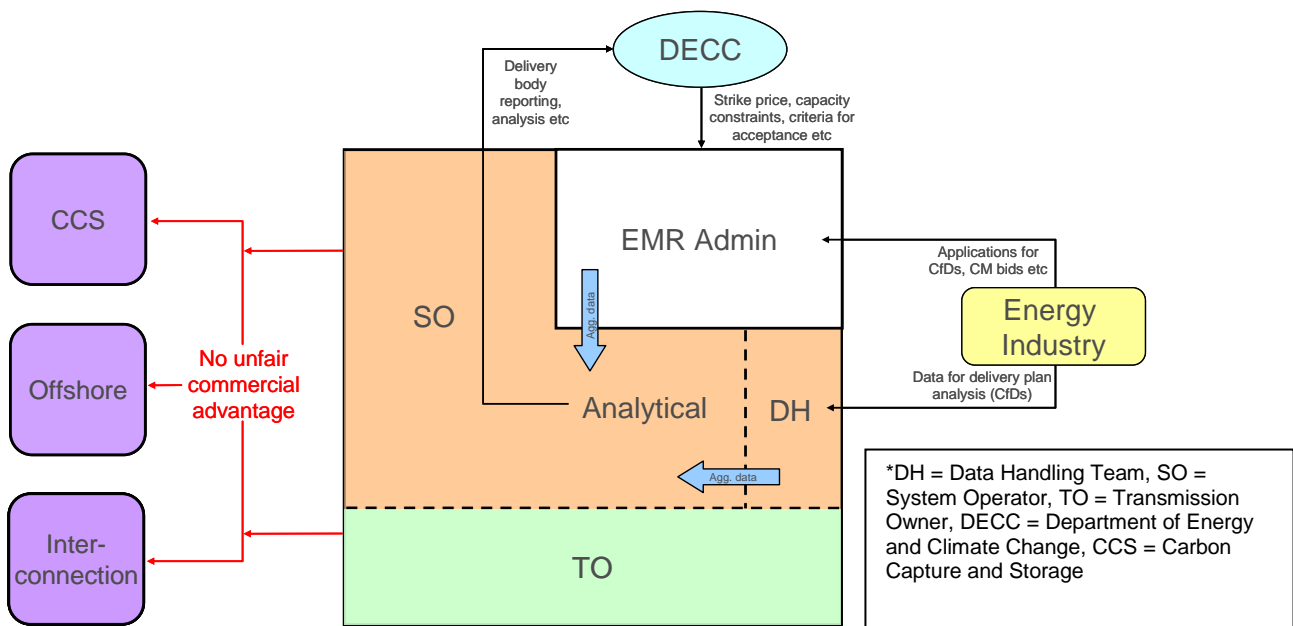 DECC
Delivery
body
reporting,
analysis etc
Strike price, capacity
constraints, criteria for
acceptance etc
CCS
EMR Admin
Applications for
CfDs, CM bids etc
SO
Agg. data
Energy
Industry
No unfair
commercial
advantage
Offshore
Data for delivery plan
analysis (CfDs)
Analytical
DH
Agg. data
*DH = Data Handling Team, SO =
System Operator, TO = Transmission
Owner, DECC = Department of Energy
and Climate Change, CCS = Carbon
Capture and Storage
Inter-
connection
TO